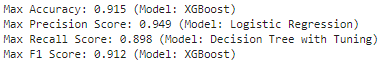 Max Accuracy: 0.915 (Model: XGBoost)
Max Precision Score: 0.949 (Model: Logistic Regression)
Max Recall Score: 0.898 (Model: Decision Tree with Tuning)
Max F1 Score: 0.912 (Model: XGBoost)